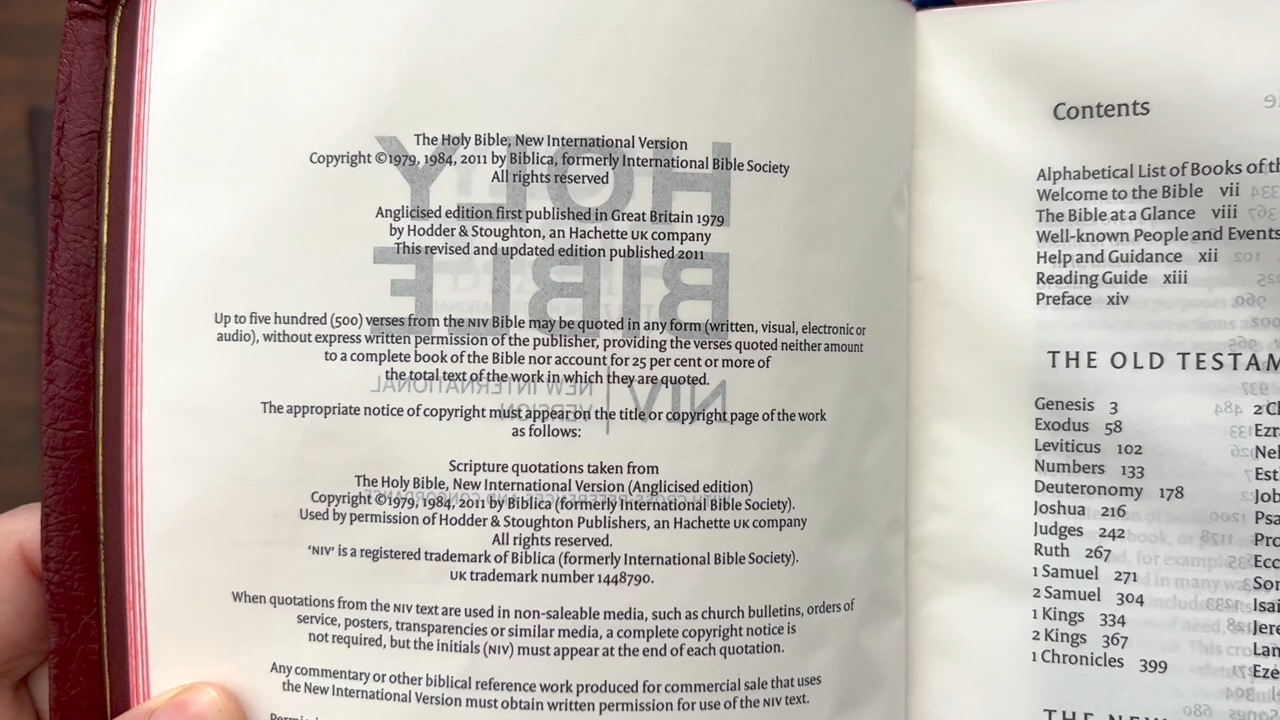 The Holy Bible, New International Version
Copyright ©1979, 1984, 2011 by Biblica, formerly International Bible Society
All rights reserved
Anglicised edition first published in Great Britain 1979
by Hodder & Stoughton, an Hachette UK company
This revised and updated edition published 2011
Up to five hundred (500) verses from the NIV Bible may be quoted in any form (written, visual, electronic or
audio), without express written permission of the publisher, providing the verses quoted neither amount
to a complete book of the Bible nor account for 25 per cent or more of
the total text of the work in which they are quoted.
The appropriate notice of copyright must appear on the title or copyright page of the work
as follows:
Scripture quotations taken from
The Holy Bible, New International Version (Anglicised edition)
Copyright ©1979, 1984, 2011 by Biblica (formerly International Bible Society).
Used by permission of Hodder & Stoughton Publishers, an Hachette UK company
All rights reserved.
‘NIV’ is a registered trademark of Biblica (formerly International Bible Society).
UK trademark number 1448790.
When quotations from the NIV text are used in non-saleable media, such as church bulletins, orders of
service, posters, transparencies or similar media, a complete copyright notice is
not required, but the initials (NIV) must appear at the end of each quotation.
Any commentary or other biblical reference work produced for commercial sale that uses
the New International Version must obtain written permission for use of the NIV text.
Contents
Alphabetical List of Books of
Welcome to the Bible vii
The Bible at a Glance viii
Well-known People and Events
Help and Guidance xii
Reading Guide xiii
Preface xiv
THE OLD
Genesis 3
Exodus 58
Leviticus 102
Numbers 133
Deuteronomy 178
Joshua 216
Judges 242
Ruth 267
1 Samuel 271
2 Samuel 304
1 Kings 334
2 Kings 367
1 Chronicles 399
2
Job